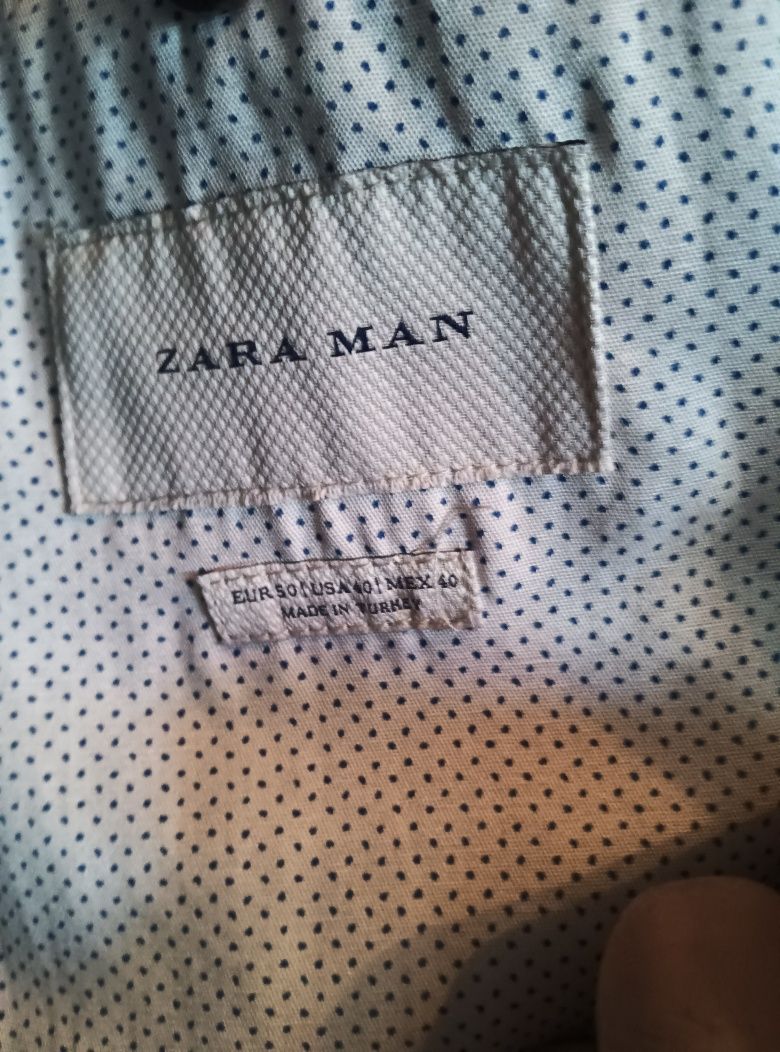 ZARA MAN
EUR 50 | USA 40 | MEX 40
MADE IN TURKEY